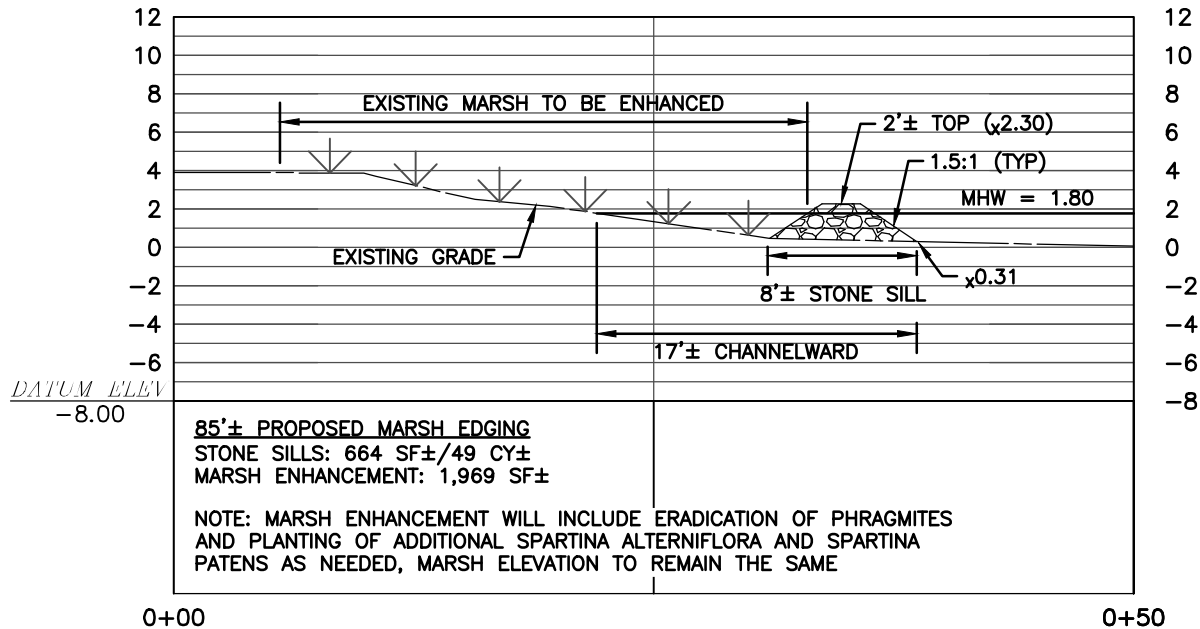 12 12
10 10
8 8
EXISTING MARSH TO BE ENHANCED
6 6
2'± TOP (x2.30)
4 4
1.5:1 (TYP)
MHW = 1.80
2 2
0 0
EXISTING GRADE
x0.31
-2 -2
8'± STONE SILL
-4 -4
17'± CHANNELWARD
-6 -6
DATUM ELEV
-8.00
-8
85'± PROPOSED MARSH EDGING
STONE SILLS: 664 SF±/49 CY±
MARSH ENHANCEMENT: 1,969 SF±
NOTE: MARSH ENHANCEMENT WILL INCLUDE ERADICATION OF PHRAGMITES
AND PLANTING OF ADDITIONAL SPARTINA ALTERNIFLORA AND SPARTINA
PATENS AS NEEDED, MARSH ELEVATION TO REMAIN THE SAME
0+00 0+50